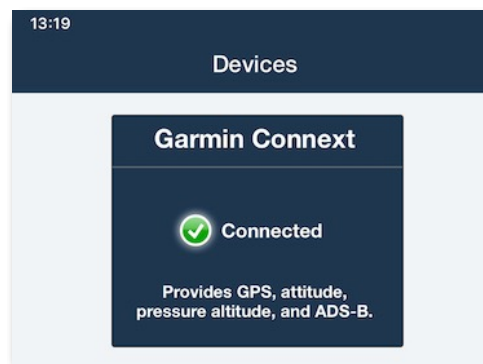 13:19
Devices
Garmin Connext
Connected
Provides GPS, attitude,
pressure altitude, and ADS-B.